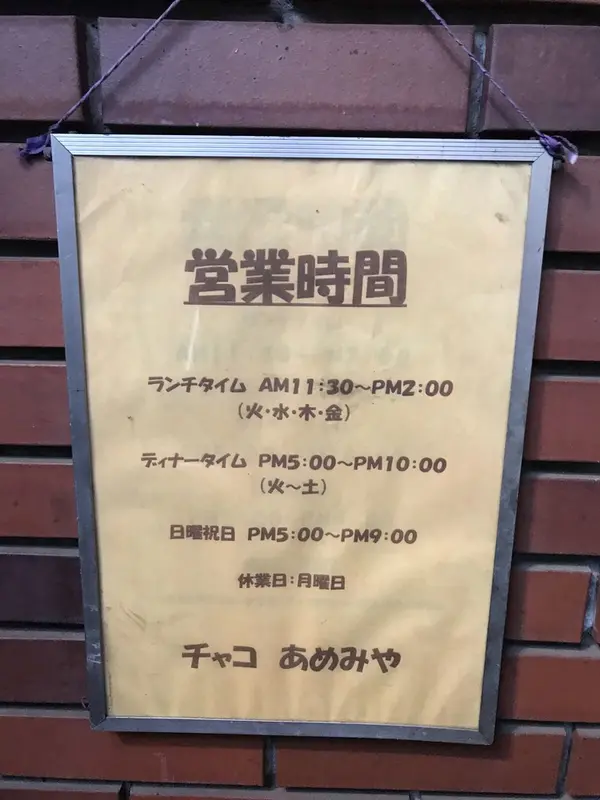 営業時間
ランチタイム AM11:30～PM2:00
(火・水・木・金)
ディナータイム PM5:00～PM10:00
(火～土)
日曜祝日 PM5:00～PM9:00
休業日:月曜日
チャコ あめみや